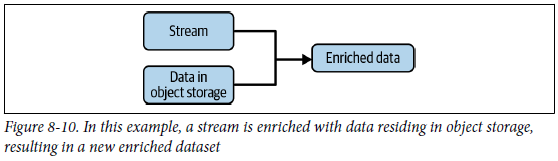 Stream
Data in
object storage
Enriched data
Figure 8-10. In this example, a stream is enriched with data residing in object storage,
resulting in a new enriched dataset